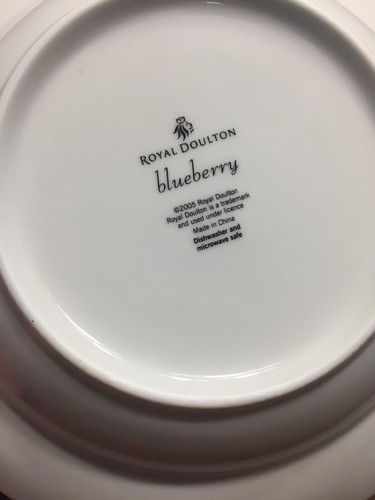 ROYAL DOULTON
blueberry
©2005 Royal Doulton
Royal Doulton is a trademark
and used under licence
Made in China
Dishwasher and
microwave safe